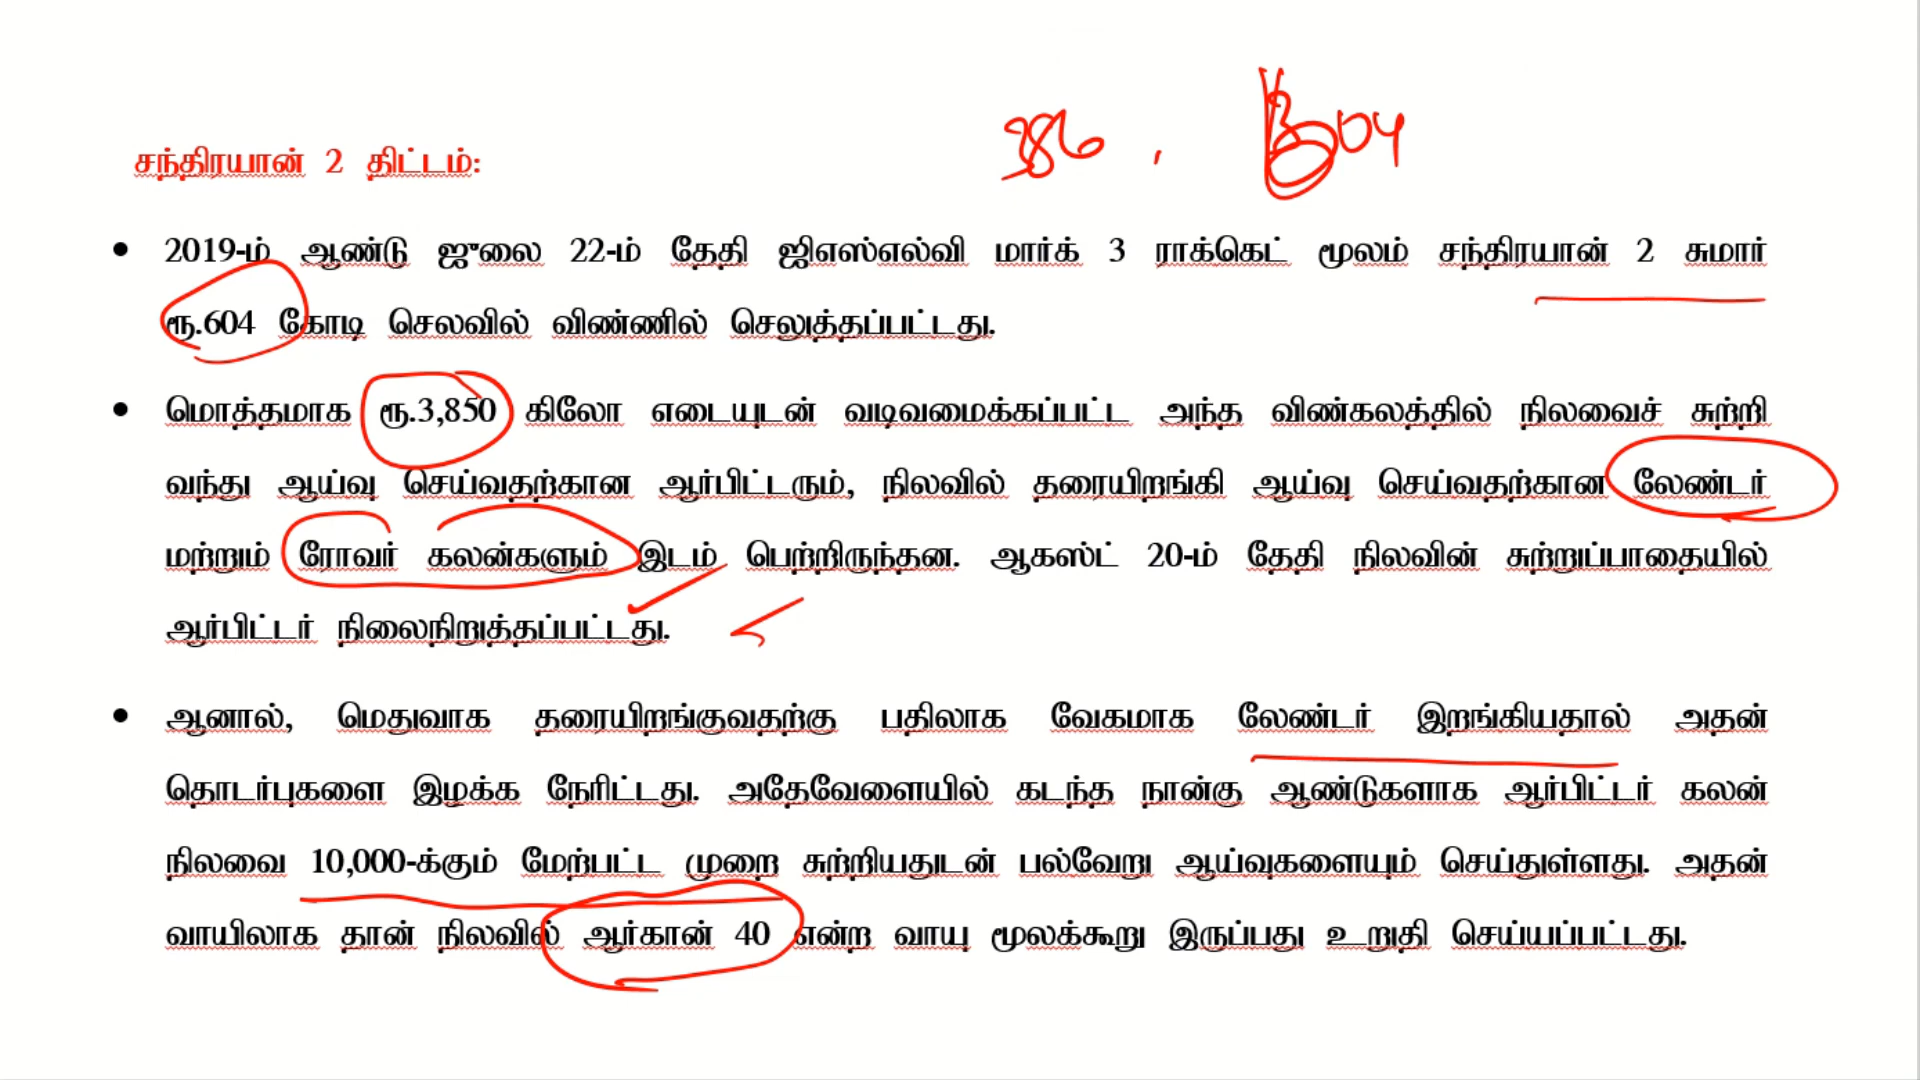 386 , 604
சந்திரயான் 2 திட்டம்:
• 2019-ம் ஆண்டு ஜுலை 22-ம் தேதி ஜிஎஸ்எல்வி மார்க் 3 ராக்கெட் மூலம் சந்திரயான் 2 சுமார்
ரூ.604 கோடி செலவில் விண்ணில் செலுத்தப்பட்டது.
• மொத்தமாக ரூ.3,850 கிலோ எடையுடன் வடிவமைக்கப்பட்ட அந்த விண்கலத்தில் நிலவைச் சுற்றி
வந்து ஆய்வு செய்வதற்கான ஆர்பிட்டரும், நிலவில் தரையிறங்கி ஆய்வு செய்வதற்கான லேண்டர்
மற்றும் ரோவர் கலன்களும் இடம் பெற்றிருந்தன. ஆகஸ்ட் 20-ம் தேதி நிலவின் சுற்றுப்பாதையில்
ஆர்பிட்டர் நிலைநிறுத்தப்பட்டது.
• ஆனால், மெதுவாக தரையிறங்குவதற்கு பதிலாக வேகமாக லேண்டர் இறங்கியதால் அதன்
தொடர்புகளை இழக்க நேரிட்டது. அதேவேளையில் கடந்த நான்கு ஆண்டுகளாக ஆர்பிட்டர் கலன்
நிலவை 10,000-க்கும் மேற்பட்ட முறை சுற்றியதுடன் பல்வேறு ஆய்வுகளையும் செய்துள்ளது. அதன்
வாயிலாக தான் நிலவில் ஆர்கான் 40 என்ற வாயு மூலக்கூறு இருப்பது உறுதி செய்யப்பட்டது.